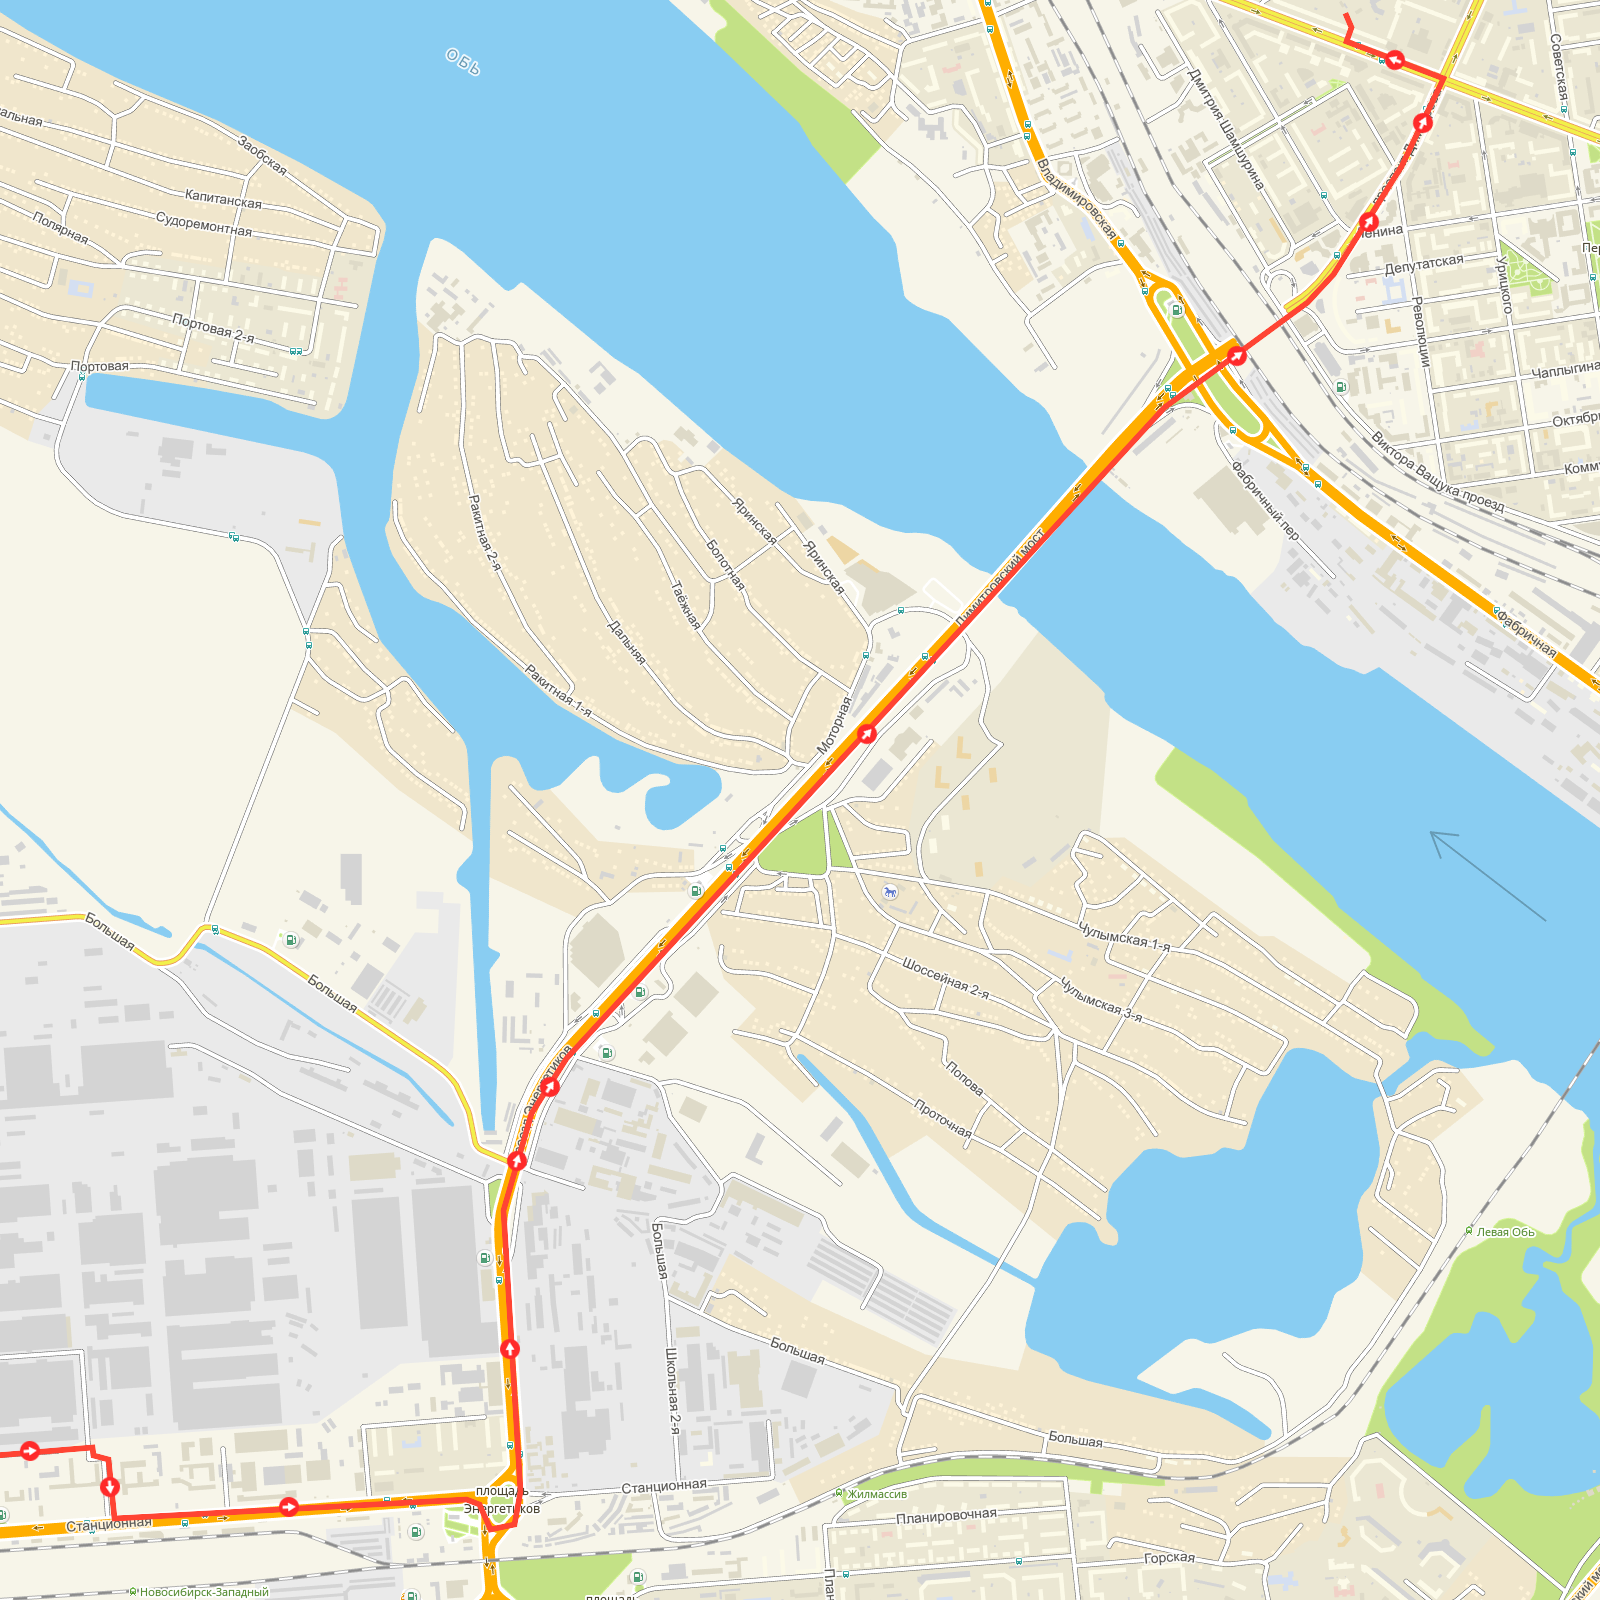 ОБЬ
Советская
Дмитрия Шамшурина
Заобская
Капитанская
Судоремонтная
Полярная
Владимировская
Ленина
Депутатская
Урицкого
Революции
Портовая 2-я
Портовая
Чаплыгина
Виктора Ващука проезд
Фабричный пер
Ракитная 2-я
Яринская
Яринская
Болотная
Таёжная
Дальняя
Ракитная 1-я
Димитровский мост
Фабричная
Моторная
Большая
Большая
Чулымская 1-я
Шоссейная 2-я
Чулымская 3-я
Попова
Проточная
Большая
Левая Обь
Большая
Школьная 2-я
Большая
Станционная
площадь
Энергетиков
Станционная
Жилмассив
Планировочная
Горская
Новосибирск-Западный